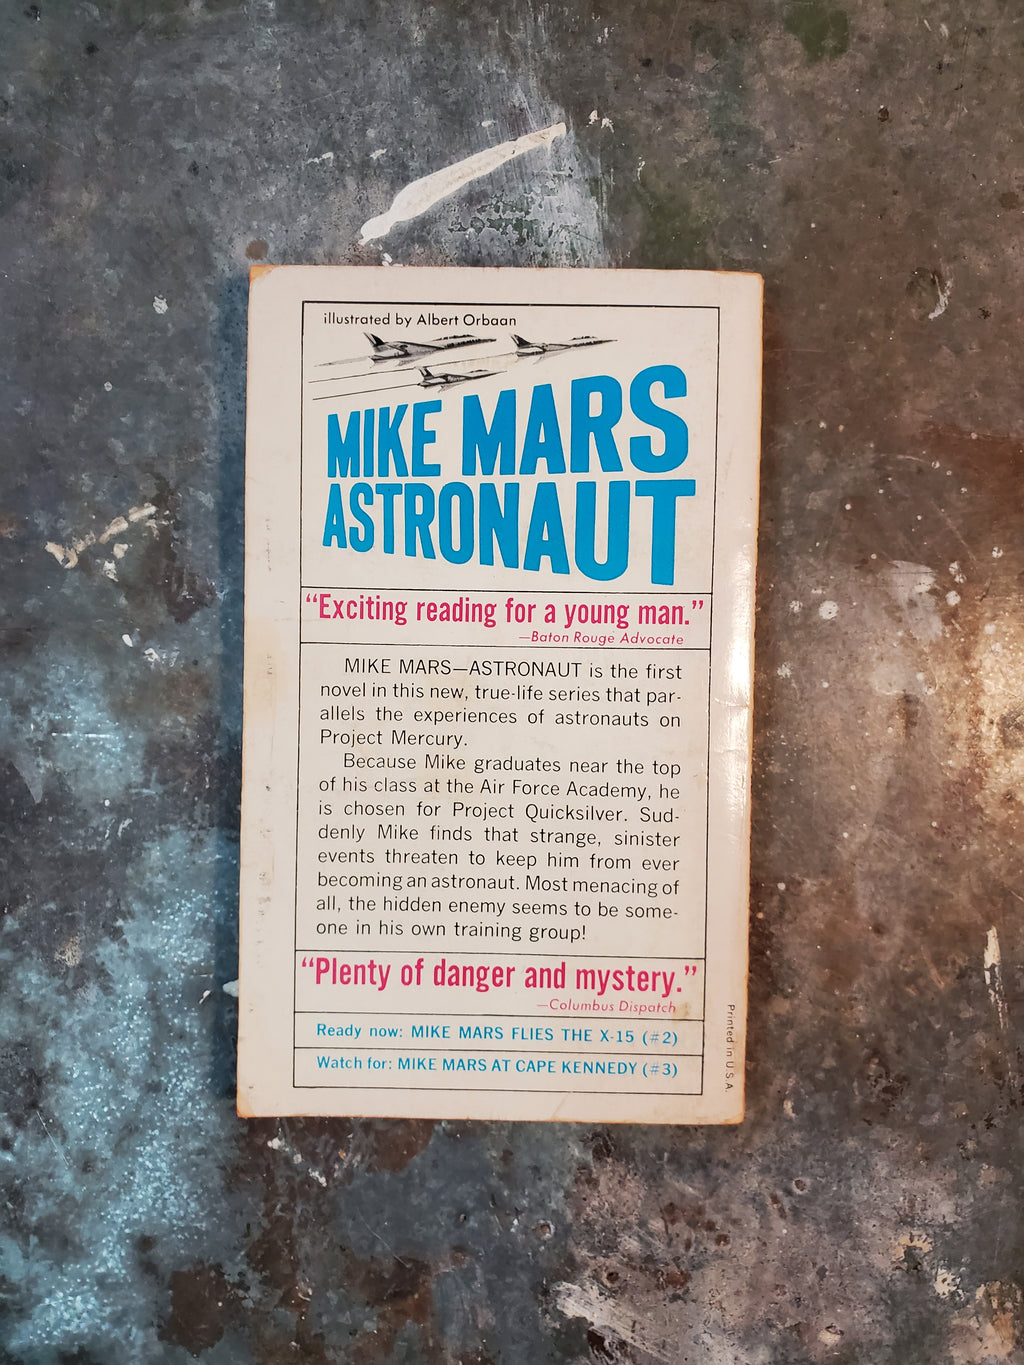 illustrated by Albert Orbaan
MIKE MARS
ASTRONAUT
“Exciting reading for a young man.”
—Baton Rouge Advocate
MIKE MARS—ASTRONAUT is the first
novel in this new, true-life series that par-
allels the experiences of astronauts on
Project Mercury.
Because Mike graduates near the top
of his class at the Air Force Academy, he
is chosen for Project Quicksilver. Sud-
denly Mike finds that strange, sinister
events threaten to keep him from ever
becoming an astronaut. Most menacing of
all, the hidden enemy seems to be some-
one in his own training group!
“Plenty of danger and mystery.”
—Columbus Dispatch
Ready now: MIKE MARS FLIES THE X-15 (#2)
Watch for: MIKE MARS AT CAPE KENNEDY (#3)
Printed in U.S.A.